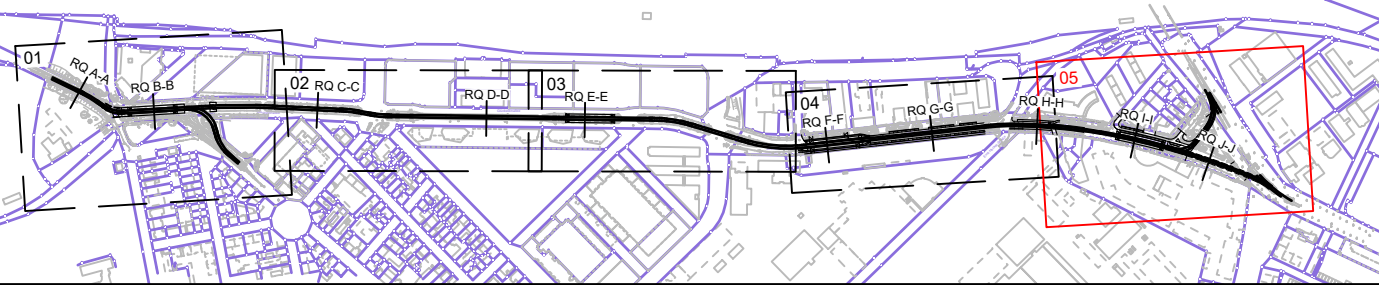 01
RQ A-A
RQ B-B
02
RQ C-C
RQ D-D
03
RQ E-E
04
RQ F-F
RQ G-G
RQ H-H
05
RQ I-I
RQ J-J